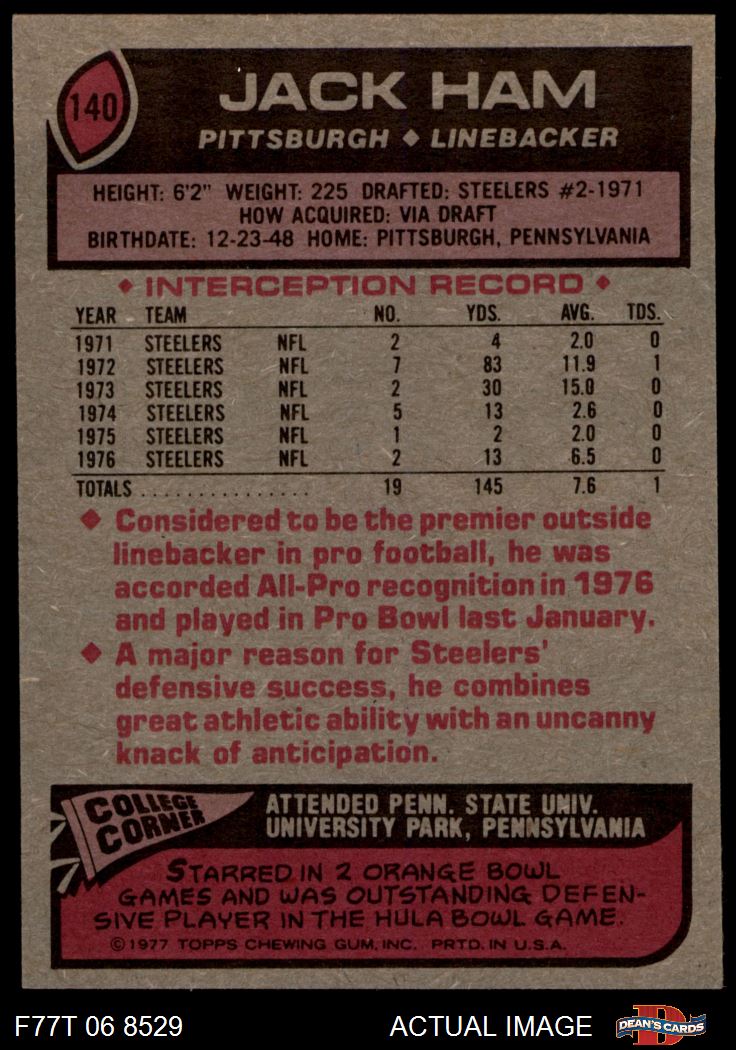 140
JACK HAM
PITTSBURGH ♦ LINEBACKER
HEIGHT: 6'2" WEIGHT: 225 DRAFTED: STEELERS #2-1971
HOW ACQUIRED: VIA DRAFT
BIRTHDATE: 12-23-48 HOME: PITTSBURGH, PENNSYLVANIA
♦ INTERCEPTION RECORD ♦
YEAR TEAM NO. YDS. AVG. TDS.
1971 STEELERS NFL 2 4 2.0 0
1972 STEELERS NFL 7 83 11.9 1
1973 STEELERS NFL 2 30 15.0 0
1974 STEELERS NFL 5 13 2.6 0
1975 STEELERS NFL 1 2 2.0 0
1976 STEELERS NFL 2 13 6.5 0
TOTALS . . . . . . . . . . . . . . . . 19 145 7.6 1
♦ Considered to be the premier outside
linebacker in pro football, he was
accorded All-Pro recognition in 1976
and played in Pro Bowl last January.
♦ A major reason for Steelers'
defensive success, he combines
great athletic ability with an uncanny
knack of anticipation.
COLLEGE
CORNER
ATTENDED PENN. STATE UNIV.
UNIVERSITY PARK, PENNSYLVANIA
STARRED IN 2 ORANGE BOWL
GAMES AND WAS OUTSTANDING DEFEN-
SIVE PLAYER IN THE HULA BOWL GAME.
©1977 TOPPS CHEWING GUM, INC. PRTD. IN U.S.A.
F77T 06 8529 ACTUAL IMAGE
D
DEAN'S CARDS